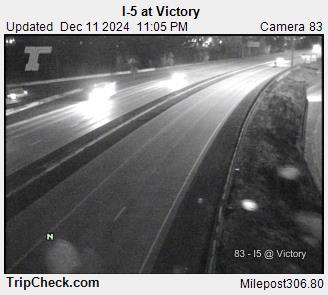 I-5 at Victory
Updated Dec 11 2024 11:05 PM Camera 83
T
N
83 - I5 @ Victory
TripCheck.com Milepost306.80